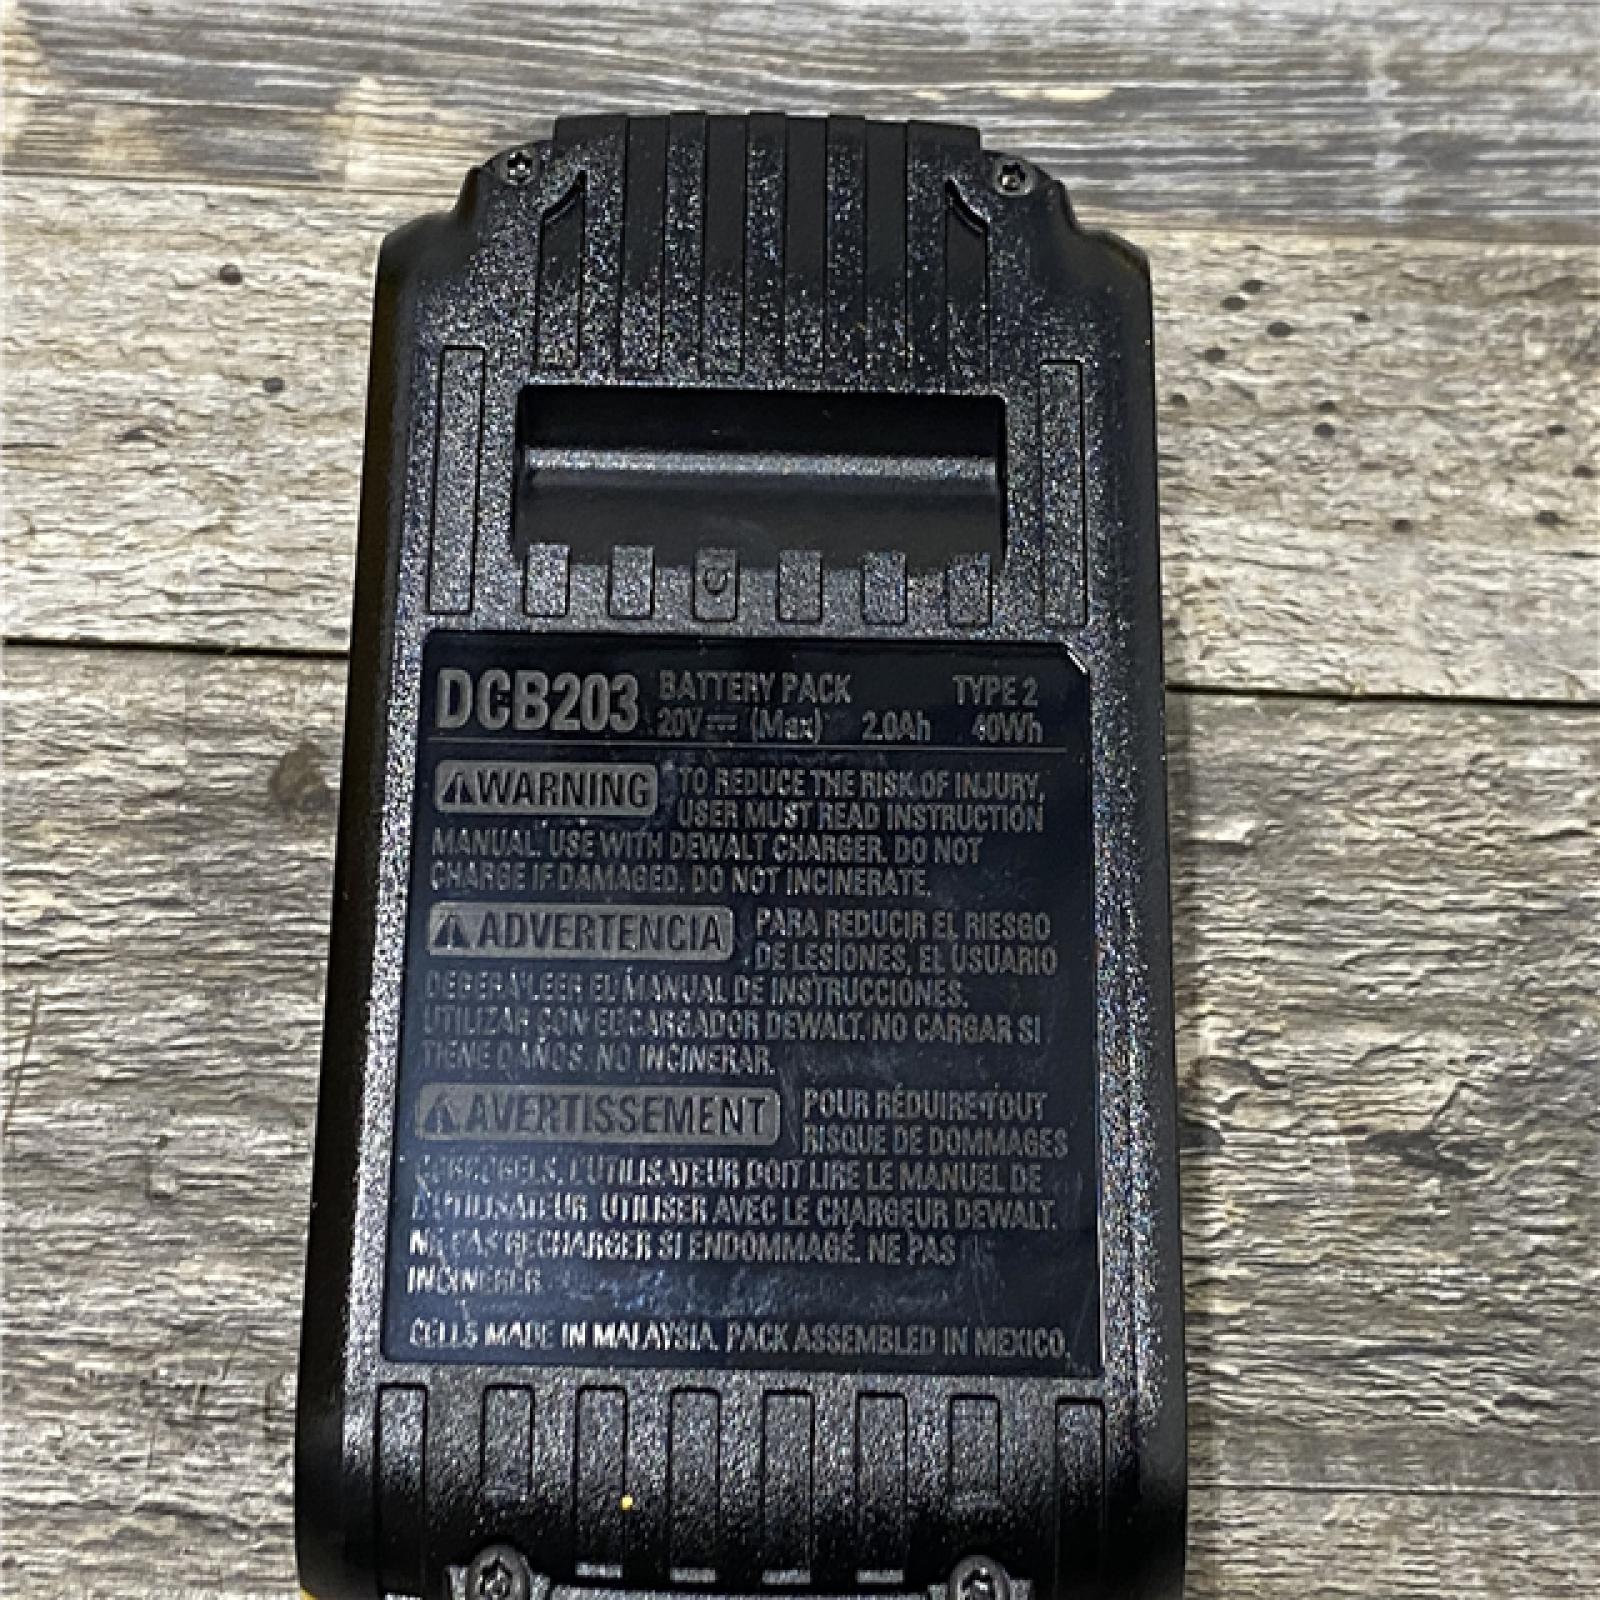 DCB203 BATTERY PACK TYPE 2
20V (Max) 2.0Ah 40Wh
WARNING TO REDUCE THE RISK OF INJURY,
USER MUST READ INSTRUCTION
MANUAL. USE WITH DEWALT CHARGER. DO NOT
CHARGE IF DAMAGED. DO NOT INCINERATE.
ADVERTENCIA PARA REDUCIR EL RIESGO
DE LESIONES, EL USUARIO
DEBERÁ LEER EL MANUAL DE INSTRUCCIONES.
UTILIZAR CON EL CARGADOR DEWALT. NO CARGAR SI
TIENE DAÑOS. NO INCINERAR.
AVERTISSEMENT POUR RÉDUIRE TOUT
RISQUE DE DOMMAGES
CORPORELS, L'UTILISATEUR DOIT LIRE LE MANUEL DE
L'UTILISATEUR. UTILISER AVEC LE CHARGEUR DEWALT.
NE PAS RECHARGER SI ENDOMMAGÉ. NE PAS
INCINERER
CELLS MADE IN MALAYSIA. PACK ASSEMBLED IN MEXICO.